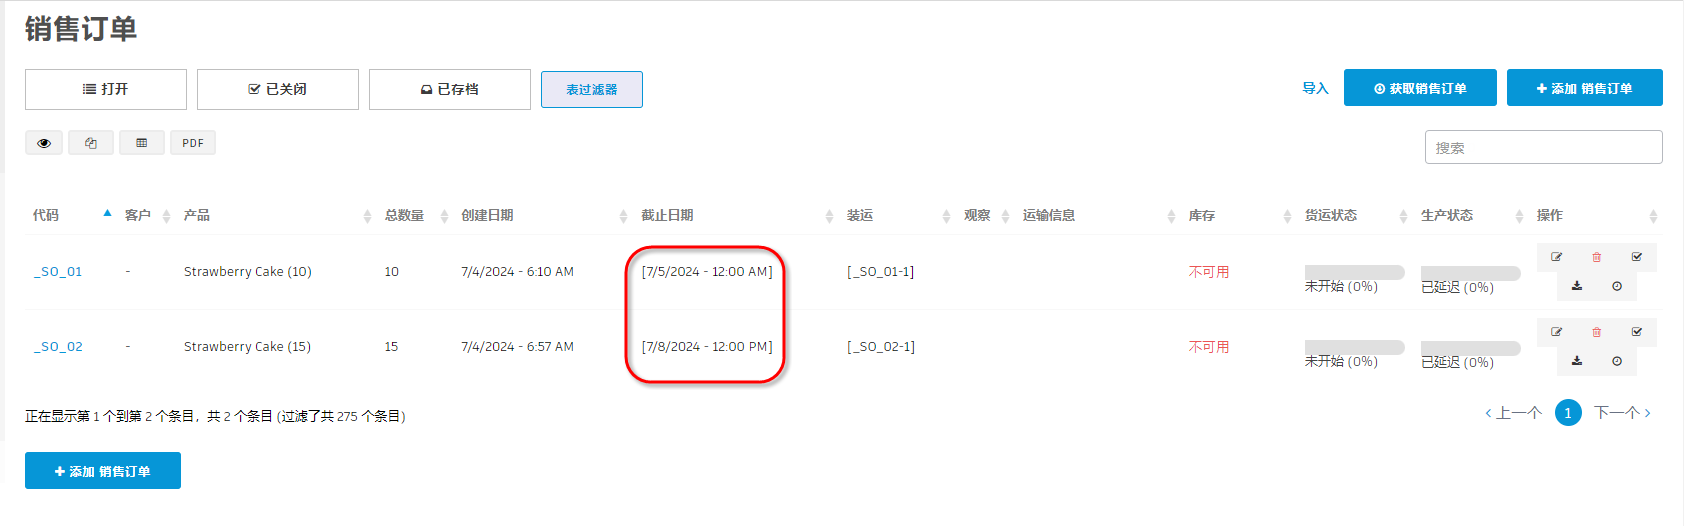 销售订单
打开 已关闭 已存档 表过滤器 导入 获取销售订单 添加 销售订单
PDF 搜索
代码 客户 产品 总数量 创建日期 截止日期 装运 观察 运输信息 库存 货运状态 生产状态 操作
_SO_01 - Strawberry Cake (10) 10 7/4/2024 - 6:10 AM [7/5/2024 - 12:00 AM] [_SO_01-1] 不可用 未开始 (0%) 已延迟 (0%)
_SO_02 - Strawberry Cake (15) 15 7/4/2024 - 6:57 AM [7/8/2024 - 12:00 PM] [_SO_02-1] 不可用 未开始 (0%) 已延迟 (0%)
正在显示第 1 个到第 2 个条目，共 2 个条目 (过滤了共 275 个条目) 上一个 1 下一个
添加 销售订单